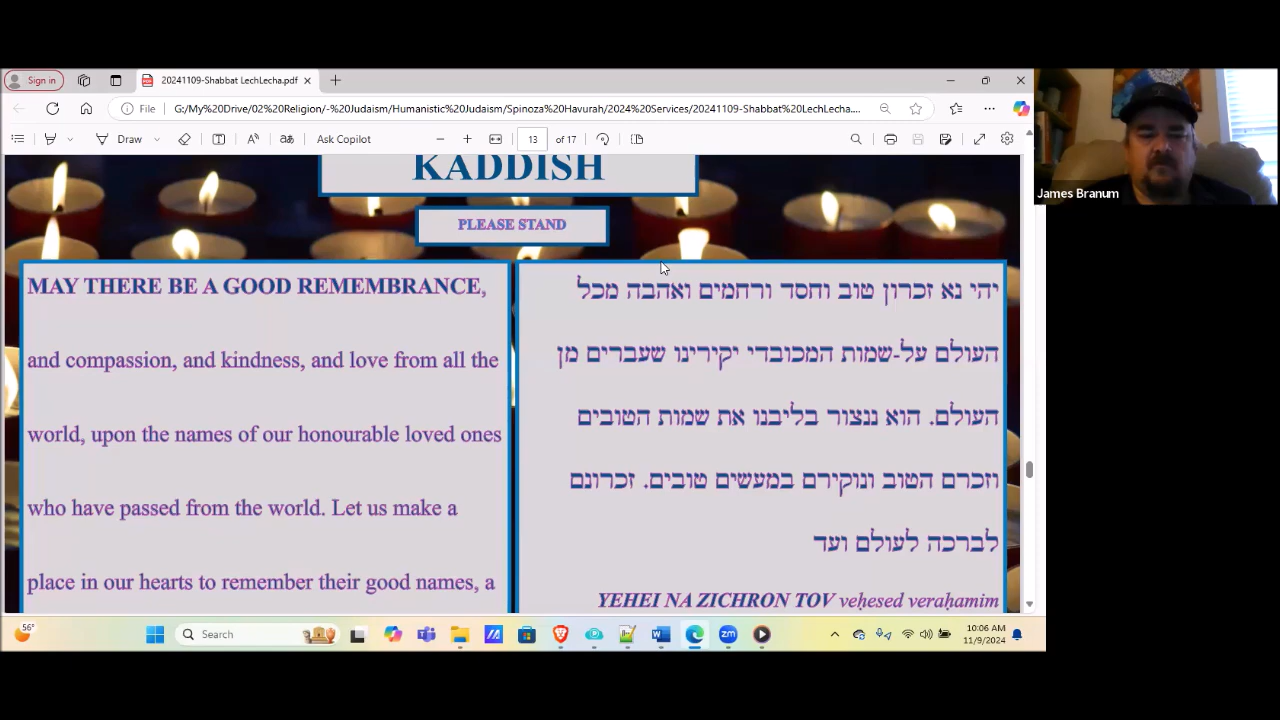 Sign in
20241109-Shabbat LechLecha.pdf
File
G:/My%20Drive/02%20Religion/-%20Judaism/Humanistic%20Judaism/Spinoza%20Havurah/2024%20Services/20241109-Shabbat%20LechLecha....
Draw
Ask Copilot
13 of 17
James Branum
KADDISH
PLEASE STAND
MAY THERE BE A GOOD REMEMBRANCE,
and compassion, and kindness, and love from all the
world, upon the names of our honourable loved ones
who have passed from the world. Let us make a
place in our hearts to remember their good names, a
יהי נא זכרון טוב וחסד ורחמים ואהבה מכל
העולם על-שמות המכובדי יקירינו שעברים מן
העולם. הוא ננצור בליבנו את שמות הטובים
וזכרם הטוב ונוקירם במעשים טובים. זכרונם
לברכה לעולם ועד
YEHEI NA ZICHRON TOV veḥesed veraḥamim
56°
Search
10:06 AM
11/9/2024